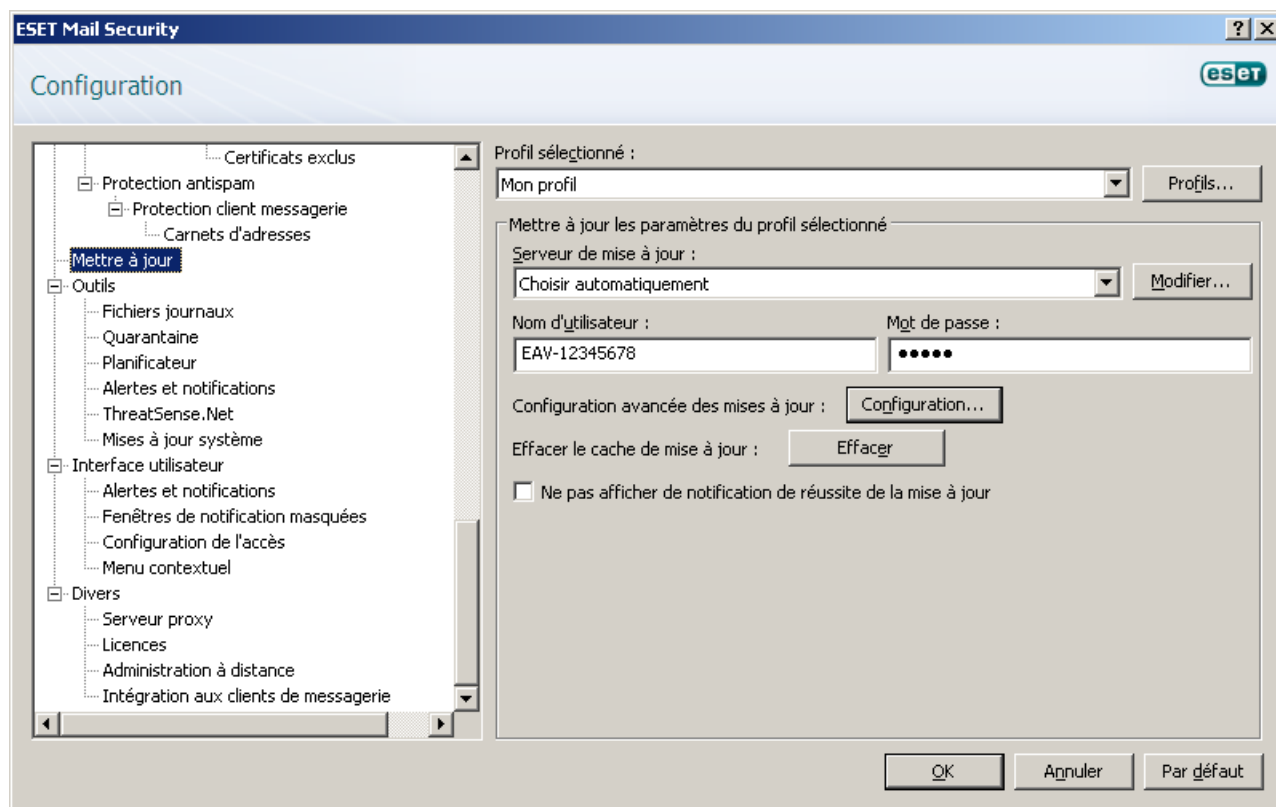 ESET Mail Security
Configuration
eseT
Certificats exclus
Protection antispam
Protection client messagerie
Carnets d'adresses
Mettre à jour
Outils
Fichiers journaux
Quarantaine
Planificateur
Alertes et notifications
ThreatSense.Net
Mises à jour système
Interface utilisateur
Alertes et notifications
Fenêtres de notification masquées
Configuration de l'accès
Menu contextuel
Divers
Serveur proxy
Licences
Administration à distance
Intégration aux clients de messagerie
Profil sélectionné :
Mon profil
Profils...
Mettre à jour les paramètres du profil sélectionné
Serveur de mise à jour :
Choisir automatiquement
Modifier...
Nom d'utilisateur : Mot de passe :
EAV-12345678 •••••
Configuration avancée des mises à jour : Configuration...
Effacer le cache de mise à jour : Effacer
Ne pas afficher de notification de réussite de la mise à jour
OK Annuler Par défaut